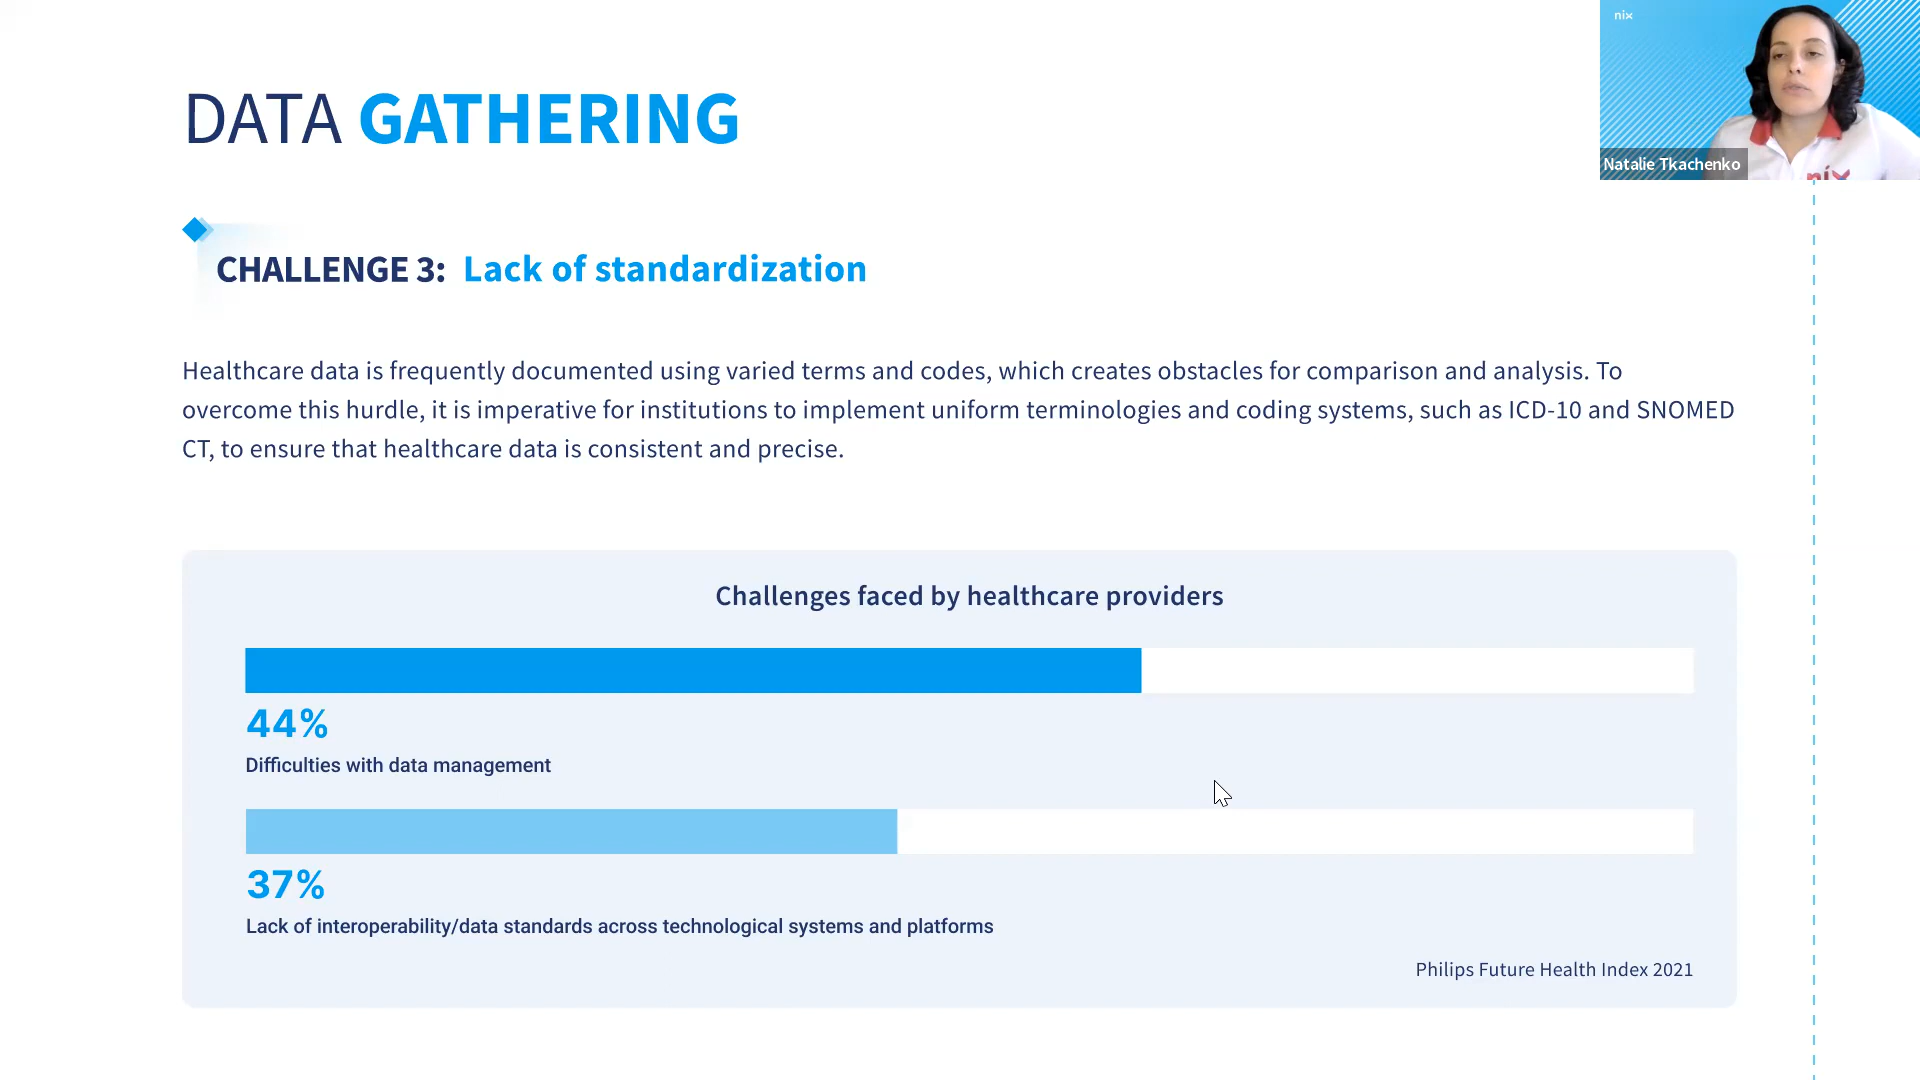 nix
DATA GATHERING
nix
Natalie Tkachenko
CHALLENGE 3: Lack of standardization
Healthcare data is frequently documented using varied terms and codes, which creates obstacles for comparison and analysis. To
overcome this hurdle, it is imperative for institutions to implement uniform terminologies and coding systems, such as ICD-10 and SNOMED
CT, to ensure that healthcare data is consistent and precise.
Challenges faced by healthcare providers
44%
Difficulties with data management
37%
Lack of interoperability/data standards across technological systems and platforms
Philips Future Health Index 2021